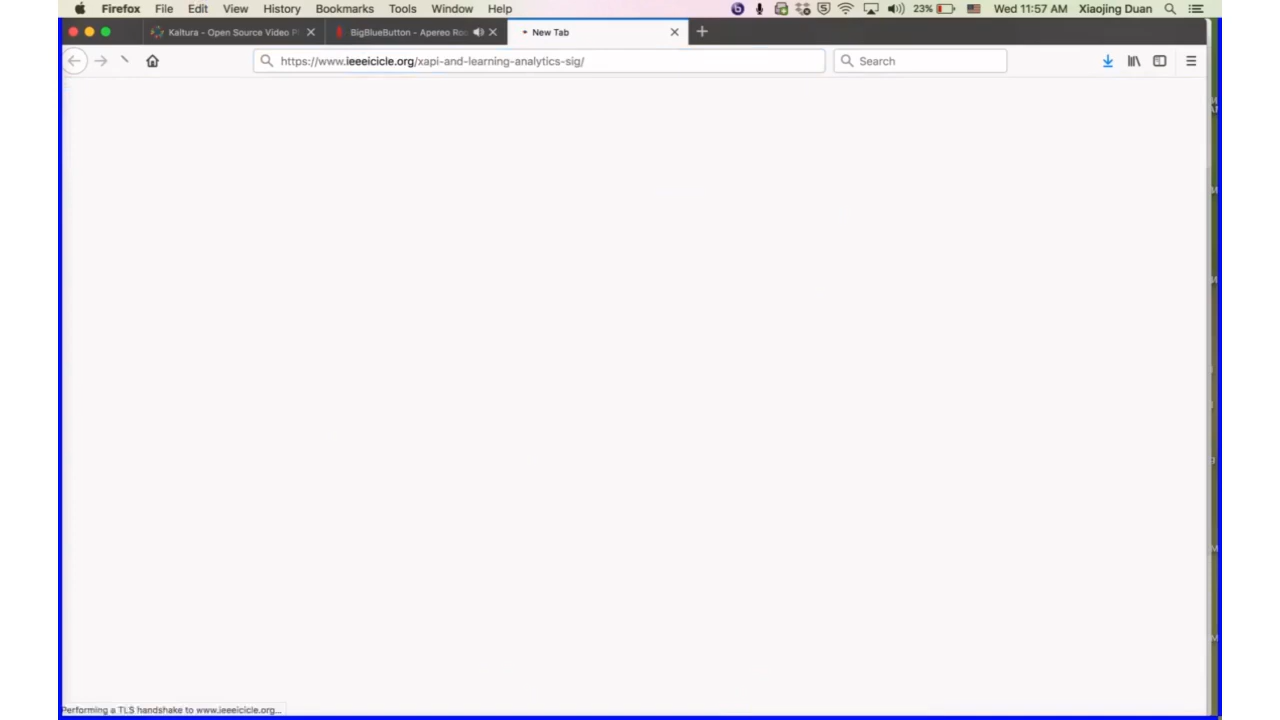 Firefox File Edit View History Bookmarks Tools Window Help 23% Wed 11:57 AM Xiaojing Duan
Kaltura - Open Source Video P BigBlueButton - Apereo Roo New Tab
https://www.ieeeicicle.org/xapi-and-learning-analytics-sig/ Search
Performing a TLS handshake to www.ieeeicicle.org...